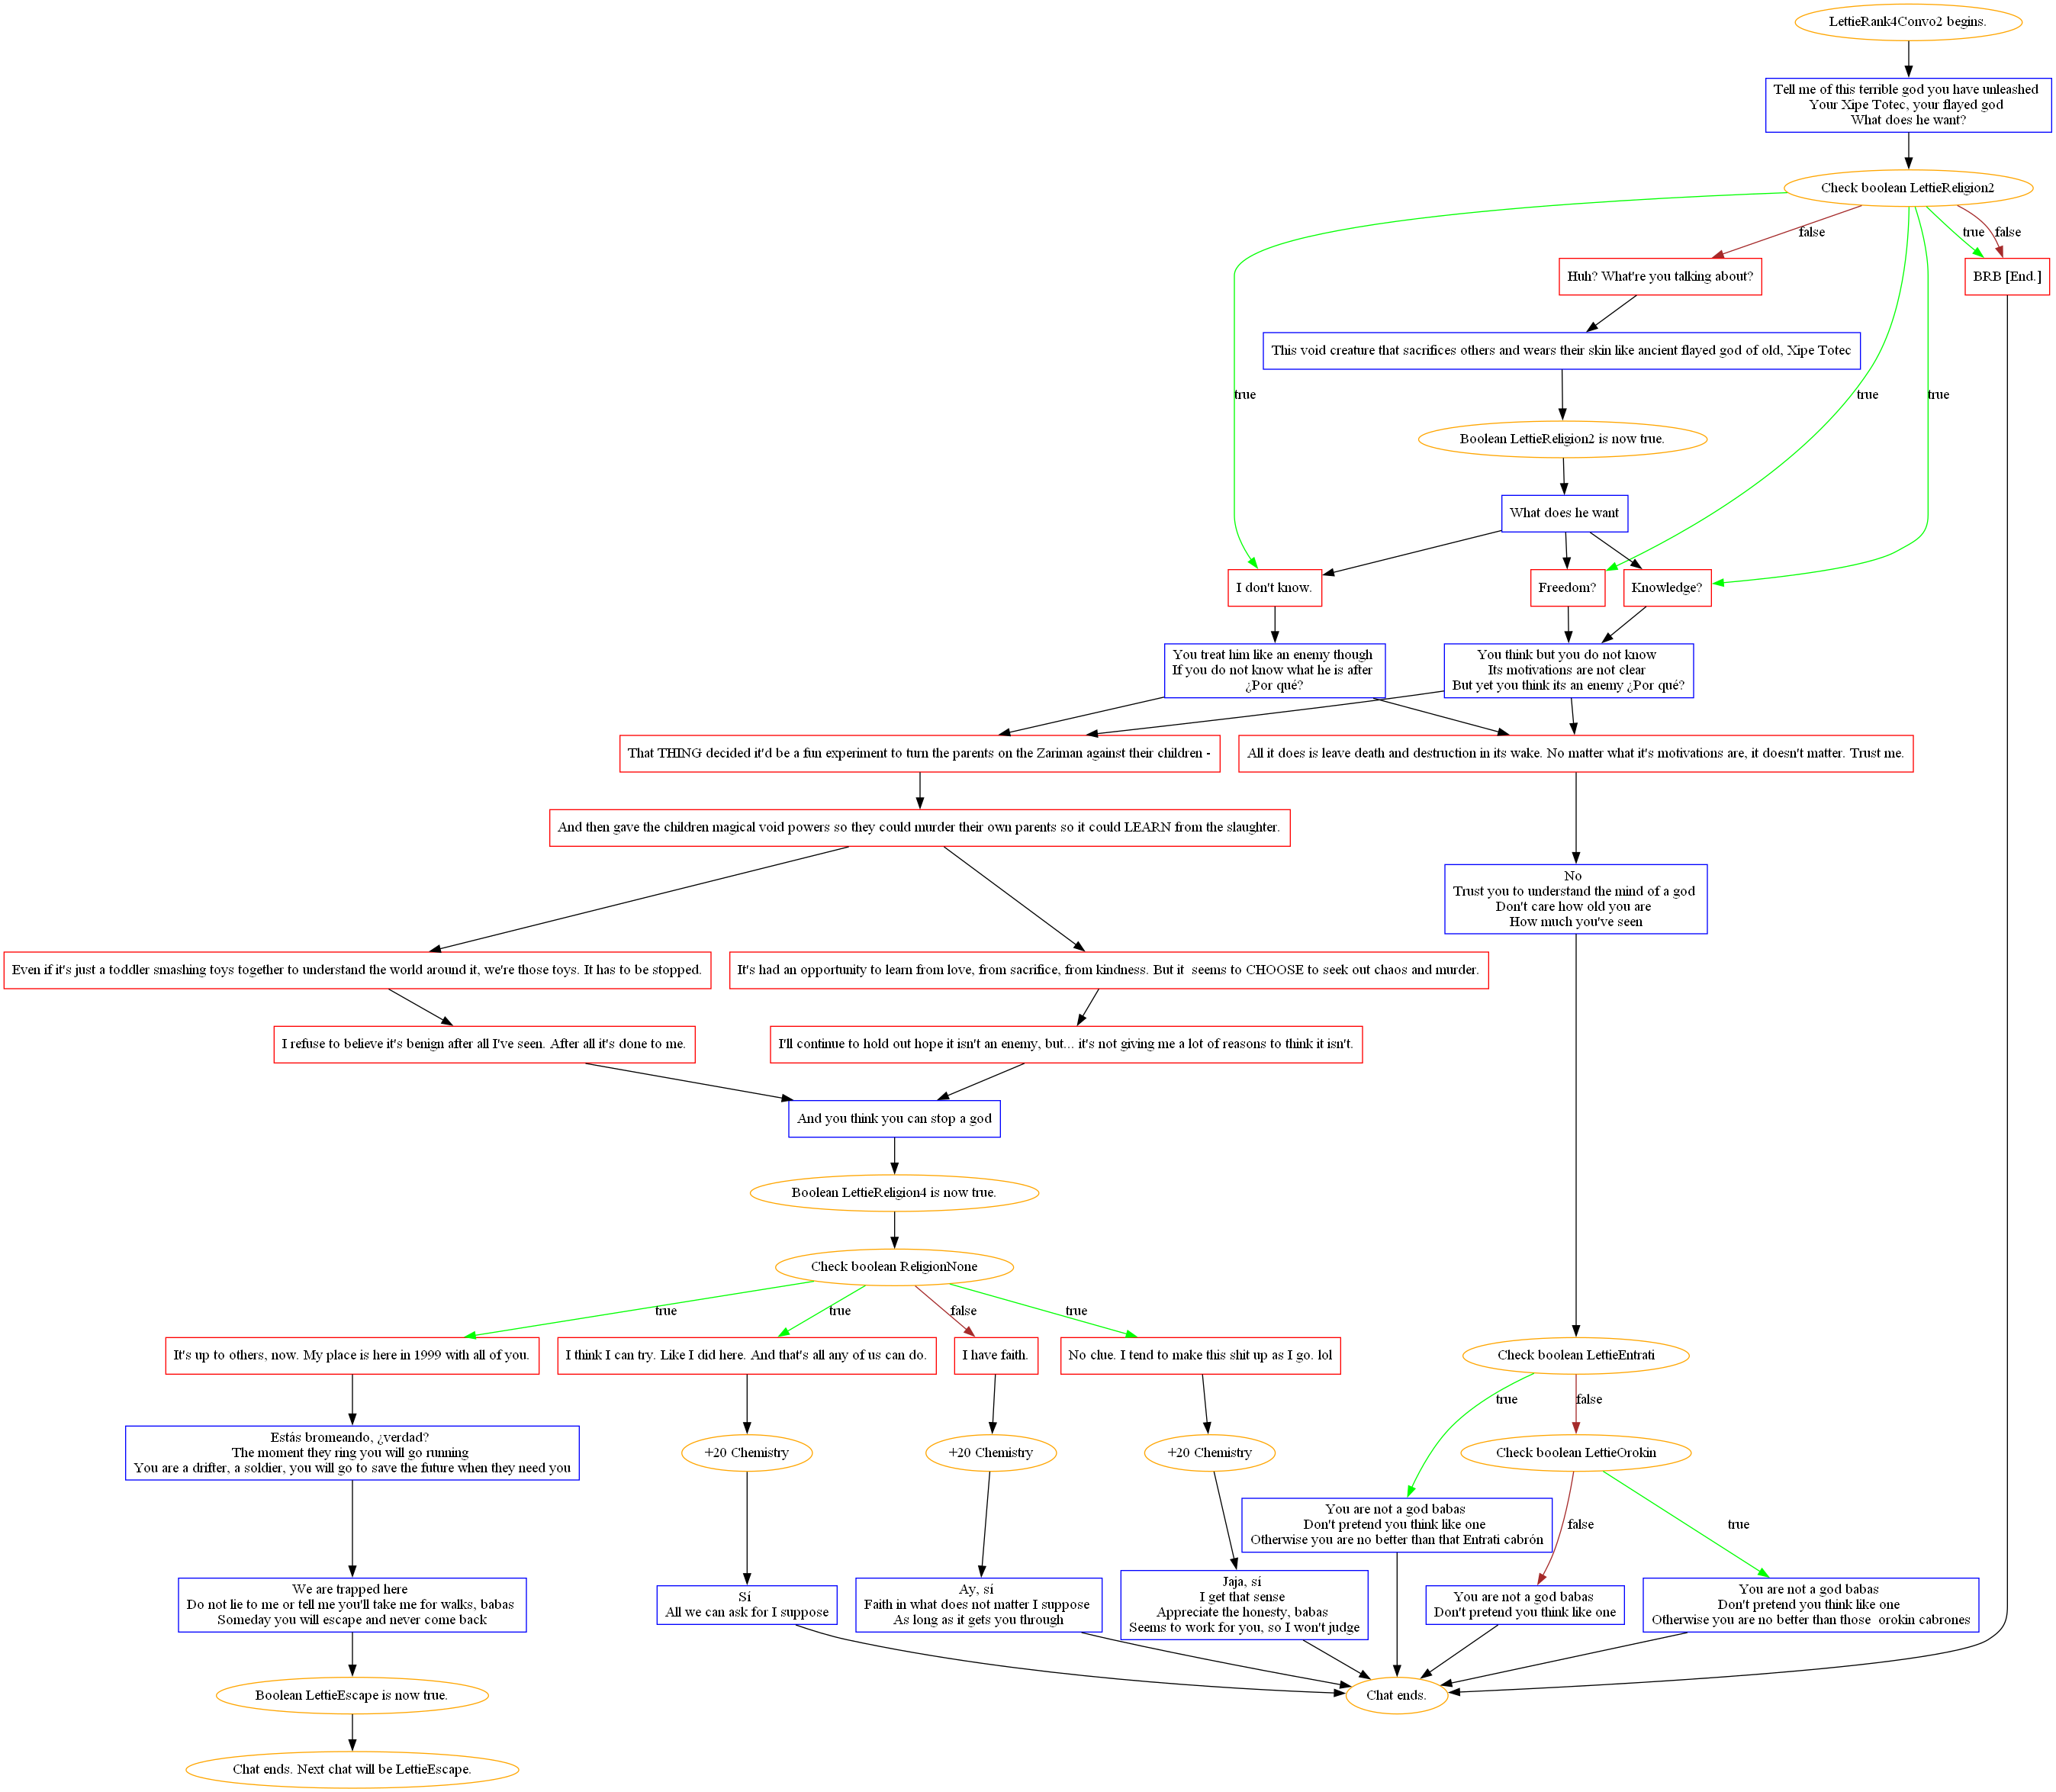 LettieRank4Convo2 begins.
Tell me of this terrible god you have unleashed
Your Xipe Totec, your flayed god
What does he want?
Check boolean LettieReligion2
false
true
false
Huh? What're you talking about?
BRB [End.]
This void creature that sacrifices others and wears their skin like ancient flayed god of old, Xipe Totec
true
true
true
Boolean LettieReligion2 is now true.
What does he want
I don't know.
Freedom?
Knowledge?
You treat him like an enemy though
If you do not know what he is after
¿Por qué?
You think but you do not know
Its motivations are not clear
But yet you think its an enemy ¿Por qué?
That THING decided it'd be a fun experiment to turn the parents on the Zariman against their children -
All it does is leave death and destruction in its wake. No matter what it's motivations are, it doesn't matter. Trust me.
And then gave the children magical void powers so they could murder their own parents so it could LEARN from the slaughter.
No
Trust you to understand the mind of a god
Don't care how old you are
How much you've seen
Even if it's just a toddler smashing toys together to understand the world around it, we're those toys. It has to be stopped.
It's had an opportunity to learn from love, from sacrifice, from kindness. But it  seems to CHOOSE to seek out chaos and murder.
I refuse to believe it's benign after all I've seen. After all it's done to me.
I'll continue to hold out hope it isn't an enemy, but... it's not giving me a lot of reasons to think it isn't.
And you think you can stop a god
Boolean LettieReligion4 is now true.
Check boolean ReligionNone
true
true
false
true
It's up to others, now. My place is here in 1999 with all of you.
I think I can try. Like I did here. And that's all any of us can do.
I have faith.
No clue. I tend to make this shit up as I go. lol
Check boolean LettieEntrati
true
false
Estás bromeando, ¿verdad?
The moment they ring you will go running
You are a drifter, a soldier, you will go to save the future when they need you
+20 Chemistry
+20 Chemistry
+20 Chemistry
Check boolean LettieOrokin
You are not a god babas
Don't pretend you think like one
Otherwise you are no better than that Entrati cabrón
false
true
We are trapped here
Do not lie to me or tell me you'll take me for walks, babas
Someday you will escape and never come back
Sí
All we can ask for I suppose
Ay, sí
Faith in what does not matter I suppose
As long as it gets you through
Jaja, sí
I get that sense
Appreciate the honesty, babas
Seems to work for you, so I won't judge
You are not a god babas
Don't pretend you think like one
You are not a god babas
Don't pretend you think like one
Otherwise you are no better than those  orokin cabrones
Boolean LettieEscape is now true.
Chat ends.
Chat ends. Next chat will be LettieEscape.